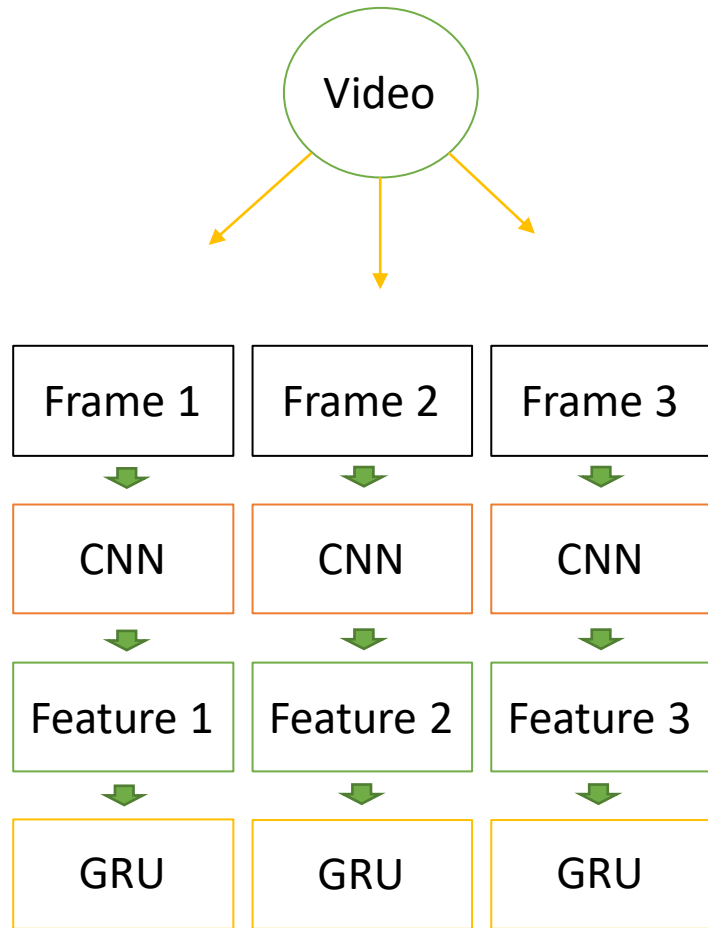 Video
Frame 1
Frame 2
Frame 3
CNN
CNN
CNN
Feature 1
Feature 2
Feature 3
GRU
GRU
GRU